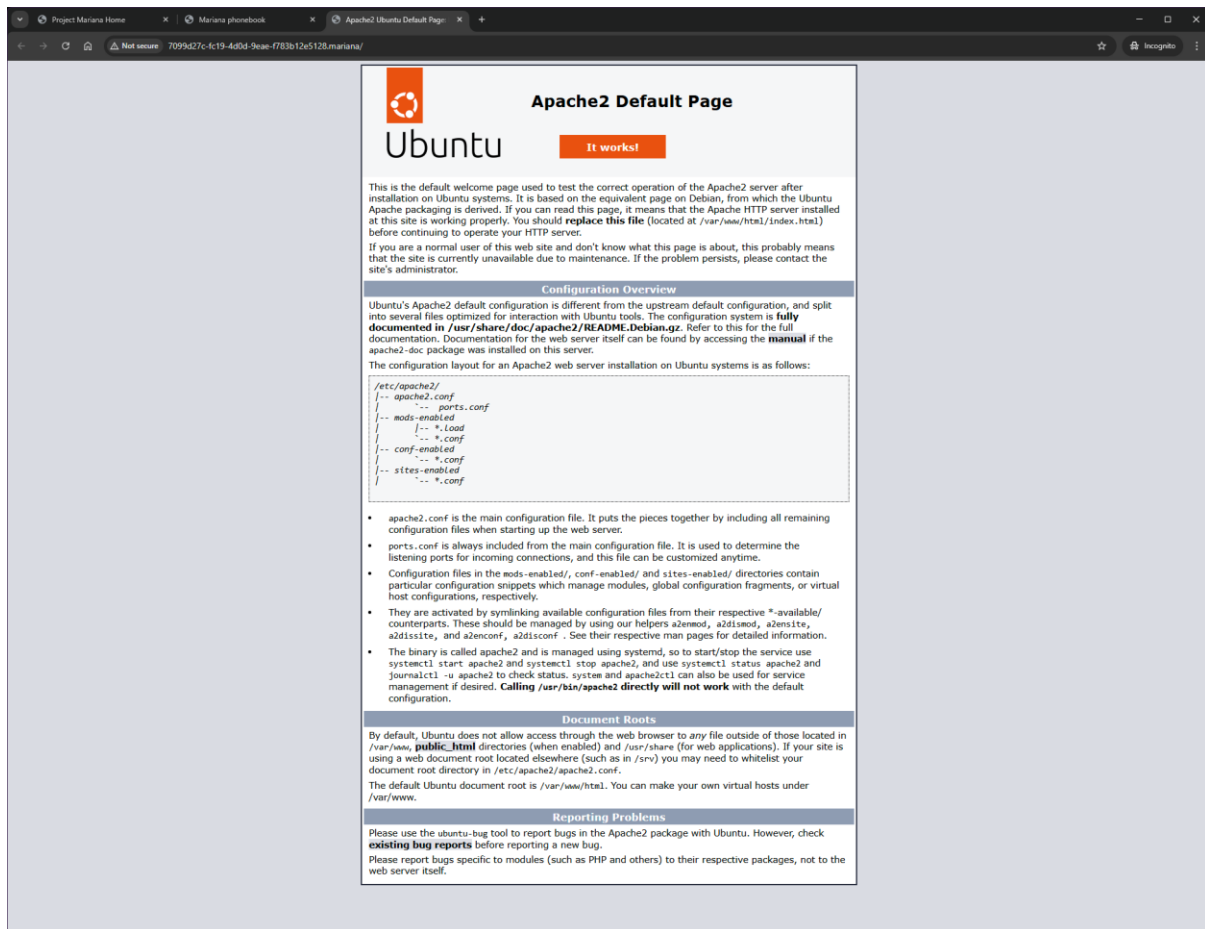 Project Mariana Home
Mariana phonebook
Apache2 Ubuntu Default Page:
Not secure
7099d27c-fc19-4d0d-9eae-f783b12e5128.mariana/
Incognito
Ubuntu
Apache2 Default Page
It works!
This is the default welcome page used to test the correct operation of the Apache2 server after
installation on Ubuntu systems. It is based on the equivalent page on Debian, from which the Ubuntu
Apache packaging is derived. If you can read this page, it means that the Apache HTTP server installed
at this site is working properly. You should replace this file (located at /var/www/html/index.html)
before continuing to operate your HTTP server.
If you are a normal user of this web site and don't know what this page is about, this probably means
that the site is currently unavailable due to maintenance. If the problem persists, please contact the
site's administrator.
Configuration Overview
Ubuntu's Apache2 default configuration is different from the upstream default configuration, and split
into several files optimized for interaction with Ubuntu tools. The configuration system is fully
documented in /usr/share/doc/apache2/README.Debian.gz. Refer to this for the full
documentation. Documentation for the web server itself can be found by accessing the manual if the
apache2-doc package was installed on this server.
The configuration layout for an Apache2 web server installation on Ubuntu systems is as follows:
/etc/apache2/
|-- apache2.conf
|       `--  ports.conf
|-- mods-enabled
|       |-- *.load
|       `-- *.conf
|-- conf-enabled
|       `-- *.conf
|-- sites-enabled
|       `-- *.conf
• apache2.conf is the main configuration file. It puts the pieces together by including all remaining
configuration files when starting up the web server.
• ports.conf is always included from the main configuration file. It is used to determine the
listening ports for incoming connections, and this file can be customized anytime.
• Configuration files in the mods-enabled/, conf-enabled/ and sites-enabled/ directories contain
particular configuration snippets which manage modules, global configuration fragments, or virtual
host configurations, respectively.
• They are activated by symlinking available configuration files from their respective *-available/
counterparts. These should be managed by using our helpers a2enmod, a2dismod, a2ensite,
a2dissite, and a2enconf, a2disconf . See their respective man pages for detailed information.
• The binary is called apache2 and is managed using systemd, so to start/stop the service use
systemctl start apache2 and systemctl stop apache2, and use systemctl status apache2 and
journalctl -u apache2 to check status. system and apache2ctl can also be used for service
management if desired. Calling /usr/bin/apache2 directly will not work with the default
configuration.
Document Roots
By default, Ubuntu does not allow access through the web browser to any file outside of those located in
/var/www, public_html directories (when enabled) and /usr/share (for web applications). If your site is
using a web document root located elsewhere (such as in /srv) you may need to whitelist your
document root directory in /etc/apache2/apache2.conf.
The default Ubuntu document root is /var/www/html. You can make your own virtual hosts under
/var/www.
Reporting Problems
Please use the ubuntu-bug tool to report bugs in the Apache2 package with Ubuntu. However, check
existing bug reports before reporting a new bug.
Please report bugs specific to modules (such as PHP and others) to their respective packages, not to the
web server itself.